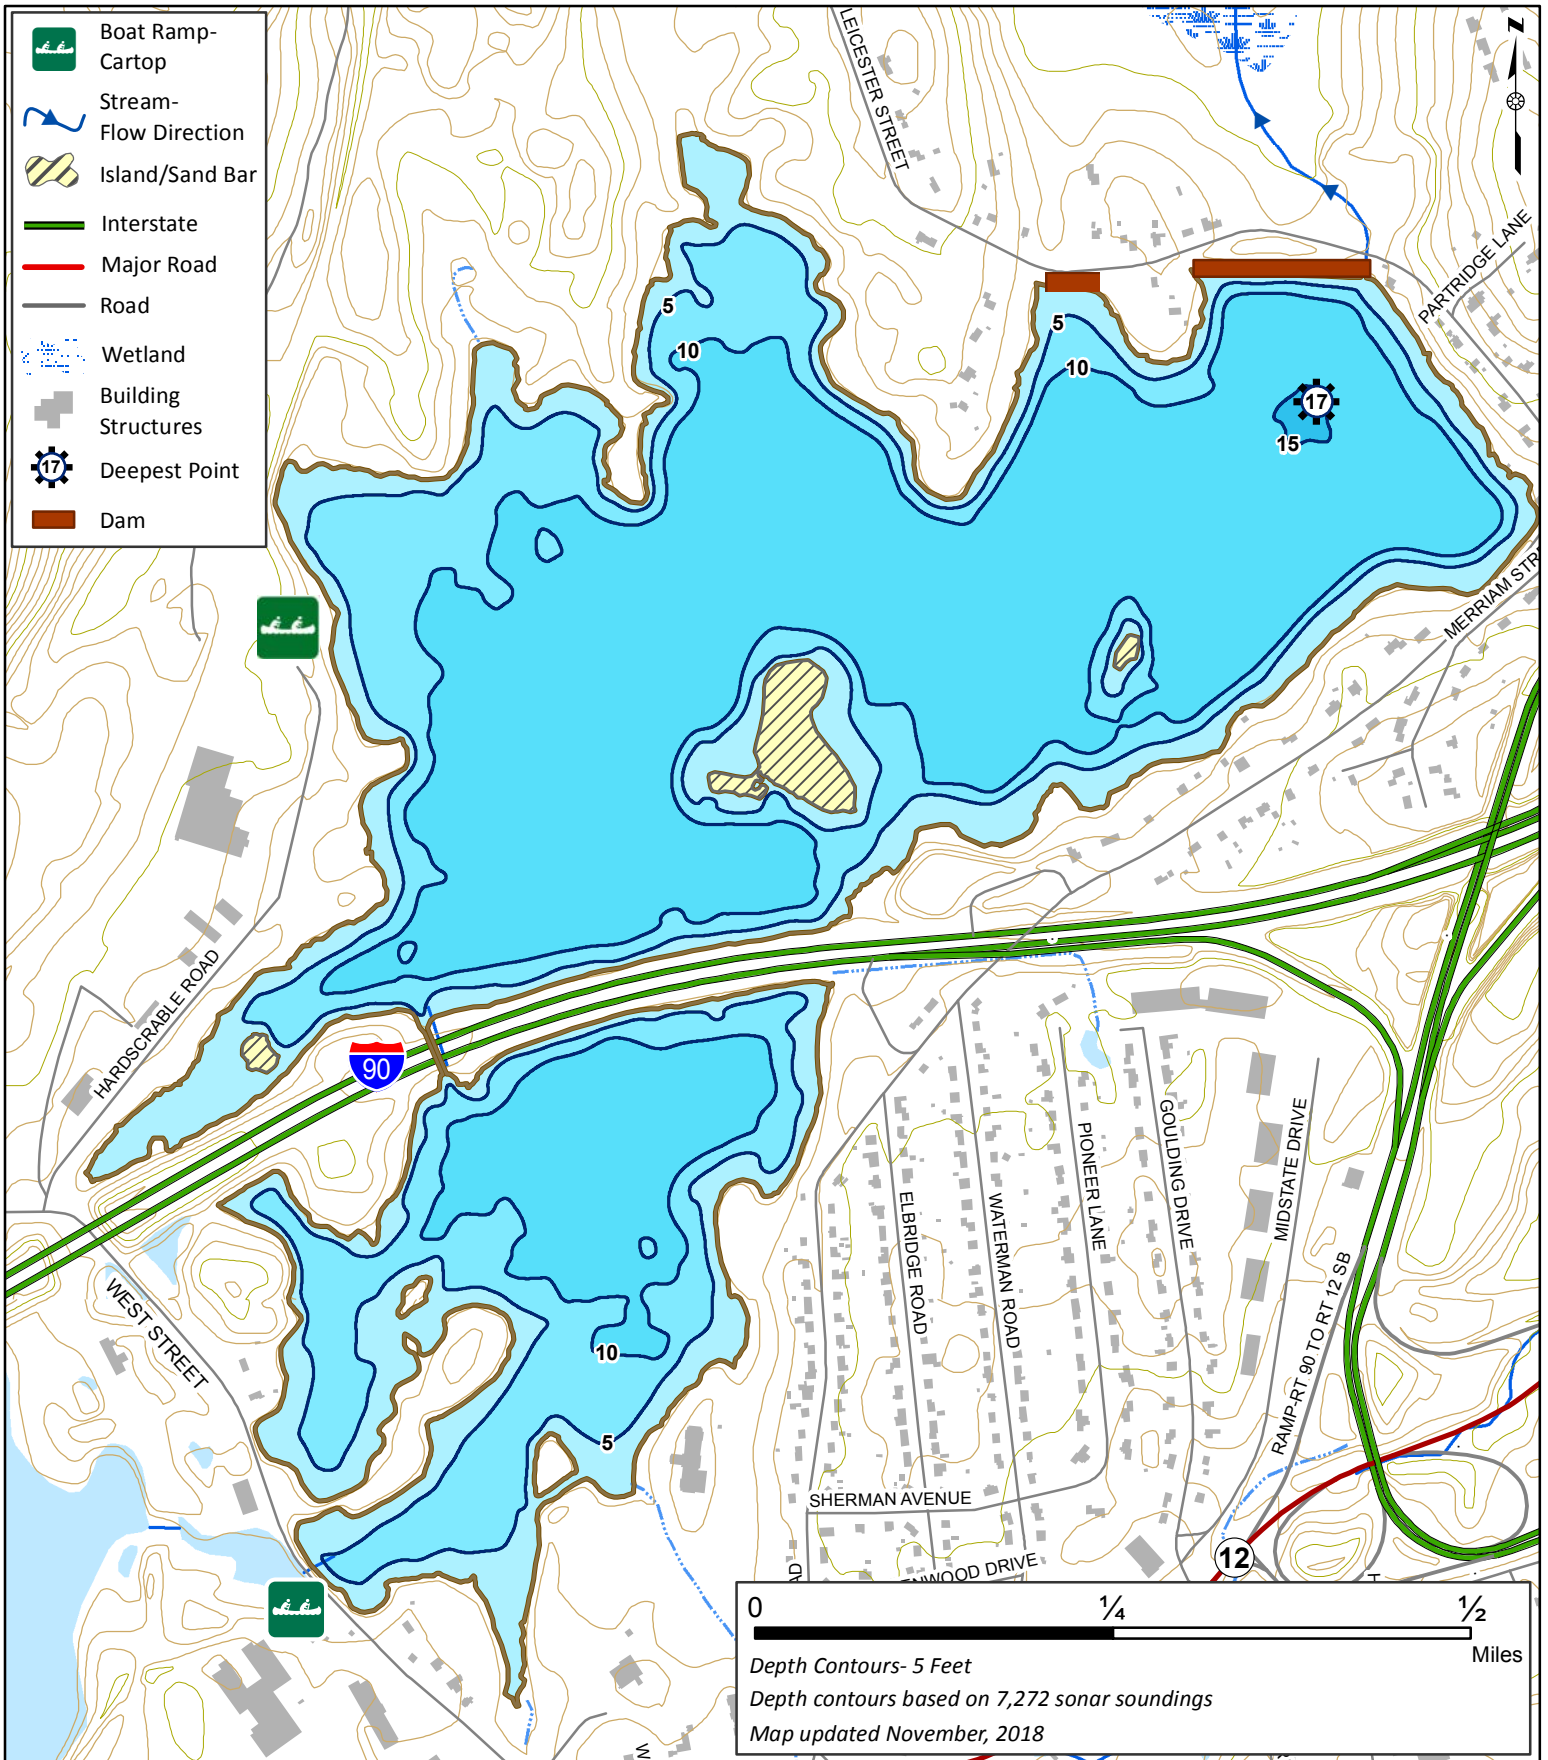 Boat Ramp-
Cartop
Stream-
Flow Direction
Island/Sand Bar
Interstate
Major Road
Road
Wetland
Building
Structures
17
Deepest Point
Dam
LEICESTER STREET
N
PARTRIDGE LANE
5
10
5
10
17
15
MERRIAM STR
HARDSCRABLE ROAD
90
WEST STREET
ELBRIDGE ROAD
WATERMAN ROAD
PIONEER LANE
GOULDING DRIVE
MIDSTATE DRIVE
RAMP-RT 90 TO RT 12 SB
10
5
SHERMAN AVENUE
12
ENWOOD DRIVE
AD
W
0
1/4
1/2
Miles
Depth Contours- 5 Feet
Depth contours based on 7,272 sonar soundings
Map updated November, 2018